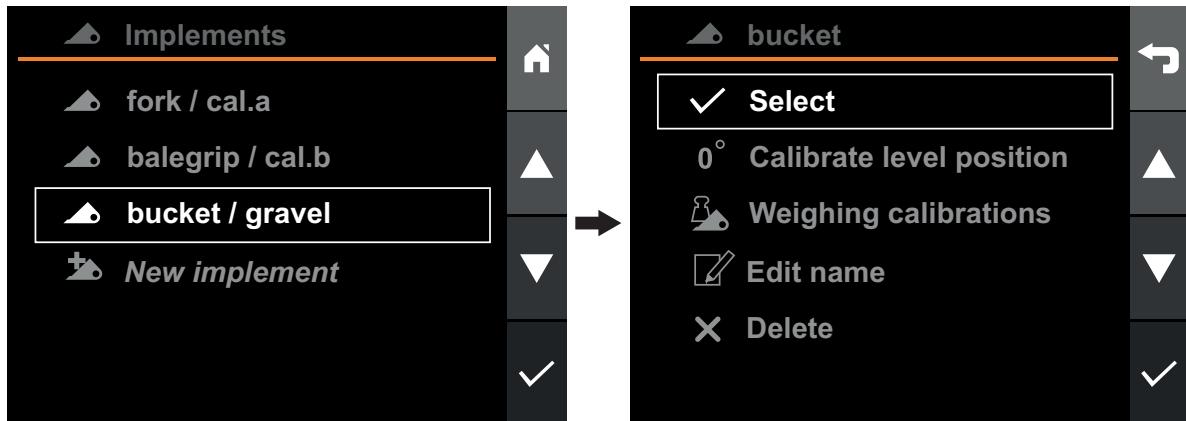 Implements
fork / cal.a
balegrip / cal.b
bucket / gravel
New implement
bucket
Select
0° Calibrate level position
Weighing calibrations
Edit name
Delete